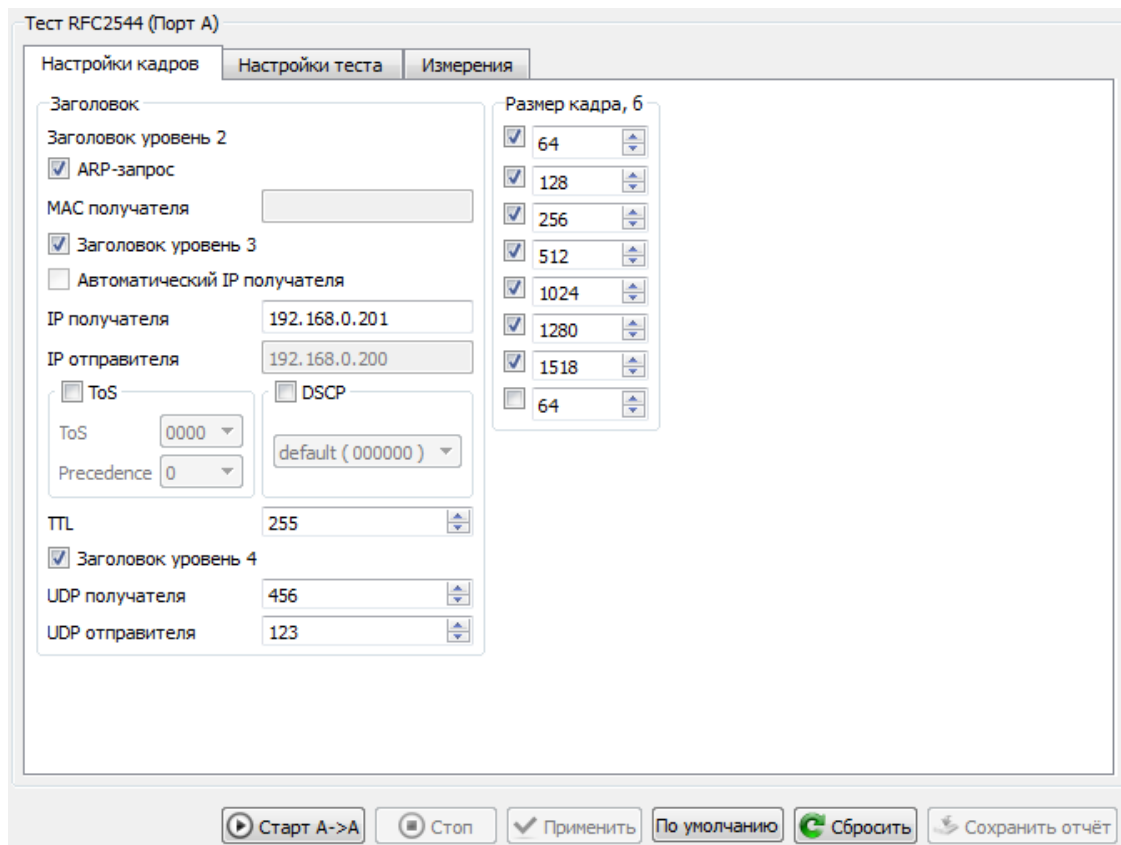 Тест RFC2544 (Порт A)
Настройки кадров Настройки теста Измерения
Заголовок
Заголовок уровень 2
ARP-запрос
MAC получателя
Заголовок уровень 3
Автоматический IP получателя
IP получателя 192.168.0.201
IP отправителя 192.168.0.200
ToS
ToS 0000
Precedence 0
DSCP
default ( 000000 )
TTL 255
Заголовок уровень 4
UDP получателя 456
UDP отправителя 123
Размер кадра, б
64
128
256
512
1024
1280
1518
64
Старт A->A Стоп Применить По умолчанию Сбросить Сохранить отчёт